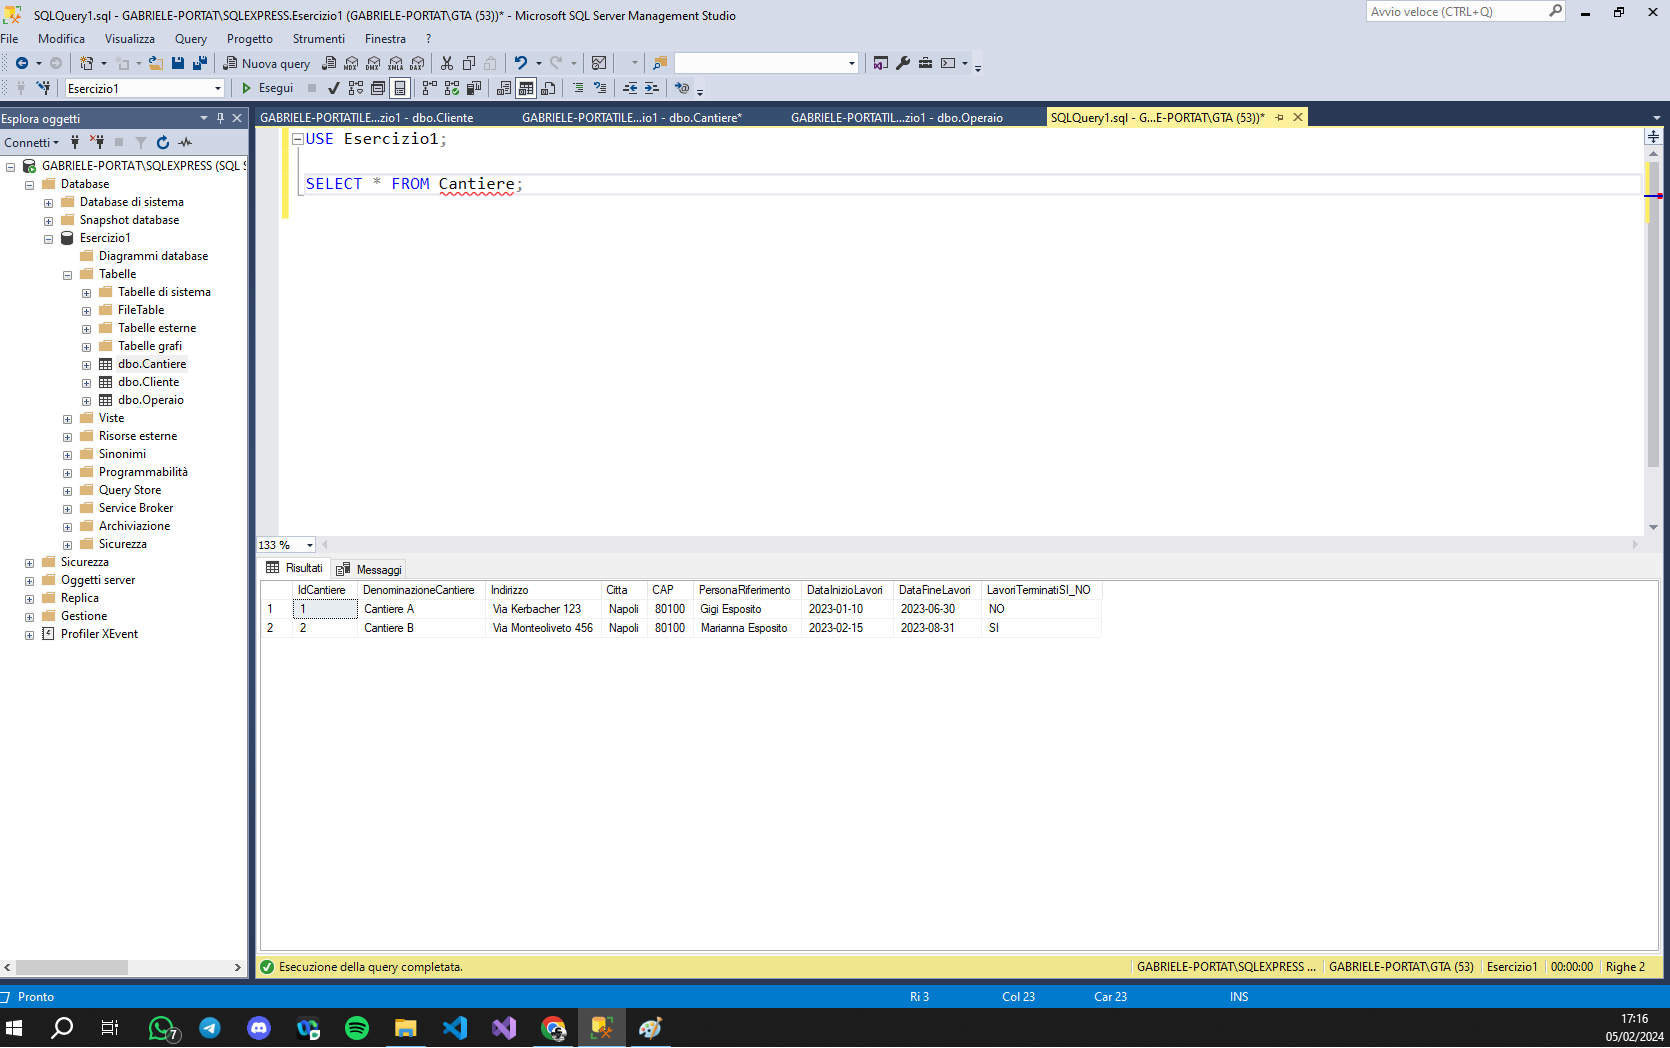 SQLQuery1.sql - GABRIELE-PORTAT\SQLEXPRESS.Esercizio1 (GABRIELE-PORTAT\GTA (53))* - Microsoft SQL Server Management Studio
Avvio veloce (CTRL+Q)
File Modifica Visualizza Query Progetto Strumenti Finestra ?
Nuova query
MDX DMX XMLA DAX
Esercizio1
Esegui
Esplora oggetti
Connetti
GABRIELE-PORTAT\SQLEXPRESS (SQL S
Database
Database di sistema
Snapshot database
Esercizio1
Diagrammi database
Tabelle
Tabelle di sistema
FileTable
Tabelle esterne
Tabelle grafi
dbo.Cantiere
dbo.Cliente
dbo.Operaio
Viste
Risorse esterne
Sinonimi
Programmabilità
Query Store
Service Broker
Archiviazione
Sicurezza
Sicurezza
Oggetti server
Replica
Gestione
Profiler XEvent
GABRIELE-PORTATILE...zio1 - dbo.Cliente
GABRIELE-PORTATILE...io1 - dbo.Cantiere*
GABRIELE-PORTATIL...zio1 - dbo.Operaio
SQLQuery1.sql - G...E-PORTAT\GTA (53))*
USE Esercizio1;
SELECT * FROM Cantiere;
133 %
Risultati Messaggi
IdCantiere DenominazioneCantiere Indirizzo Citta CAP PersonaRiferimento DataInizioLavori DataFineLavori LavoriTerminatiSI_NO
1 1 Cantiere A Via Kerbacher 123 Napoli 80100 Gigi Esposito 2023-01-10 2023-06-30 NO
2 2 Cantiere B Via Monteoliveto 456 Napoli 80100 Marianna Esposito 2023-02-15 2023-08-31 SI
Esecuzione della query completata.
GABRIELE-PORTAT\SQLEXPRESS ... GABRIELE-PORTAT\GTA (53) Esercizio1 00:00:00 Righe 2
Pronto
Ri 3 Col 23 Car 23 INS
7
17:16
05/02/2024